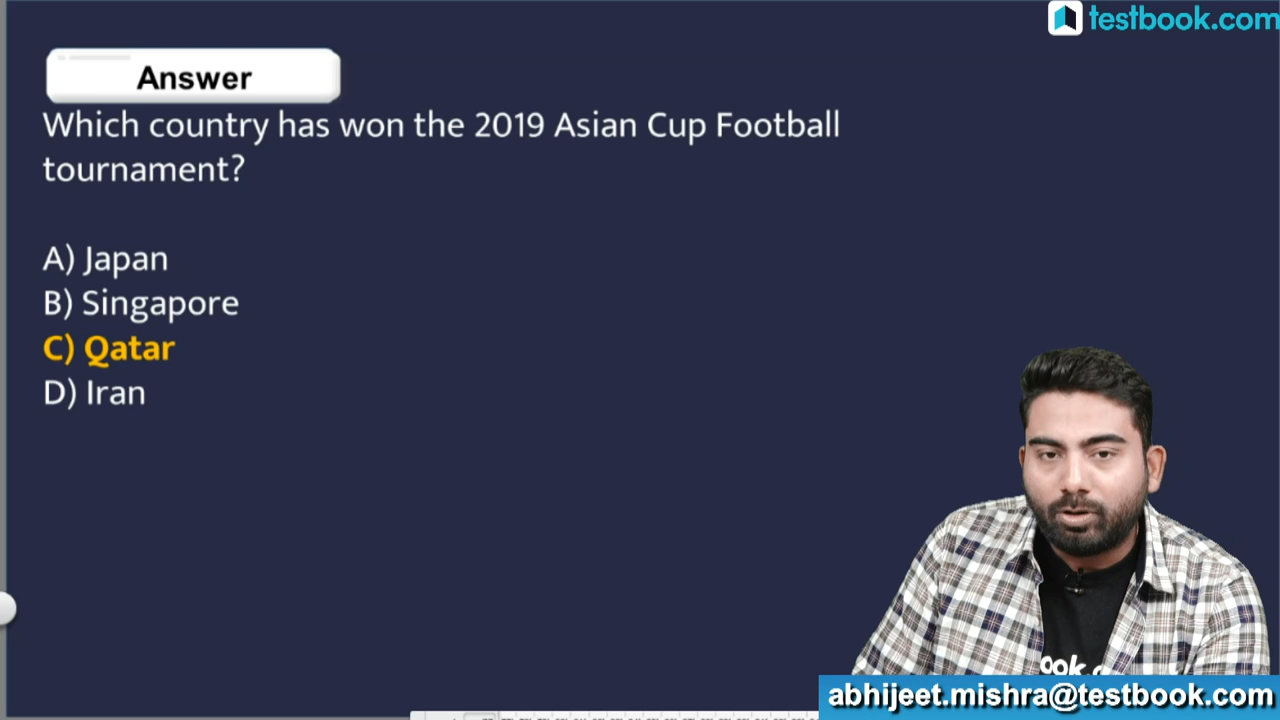 testbook.com
Answer
Which country has won the 2019 Asian Cup Football
tournament?
A) Japan
B) Singapore
C) Qatar
D) Iran
abhijeet.mishra@testbook.com